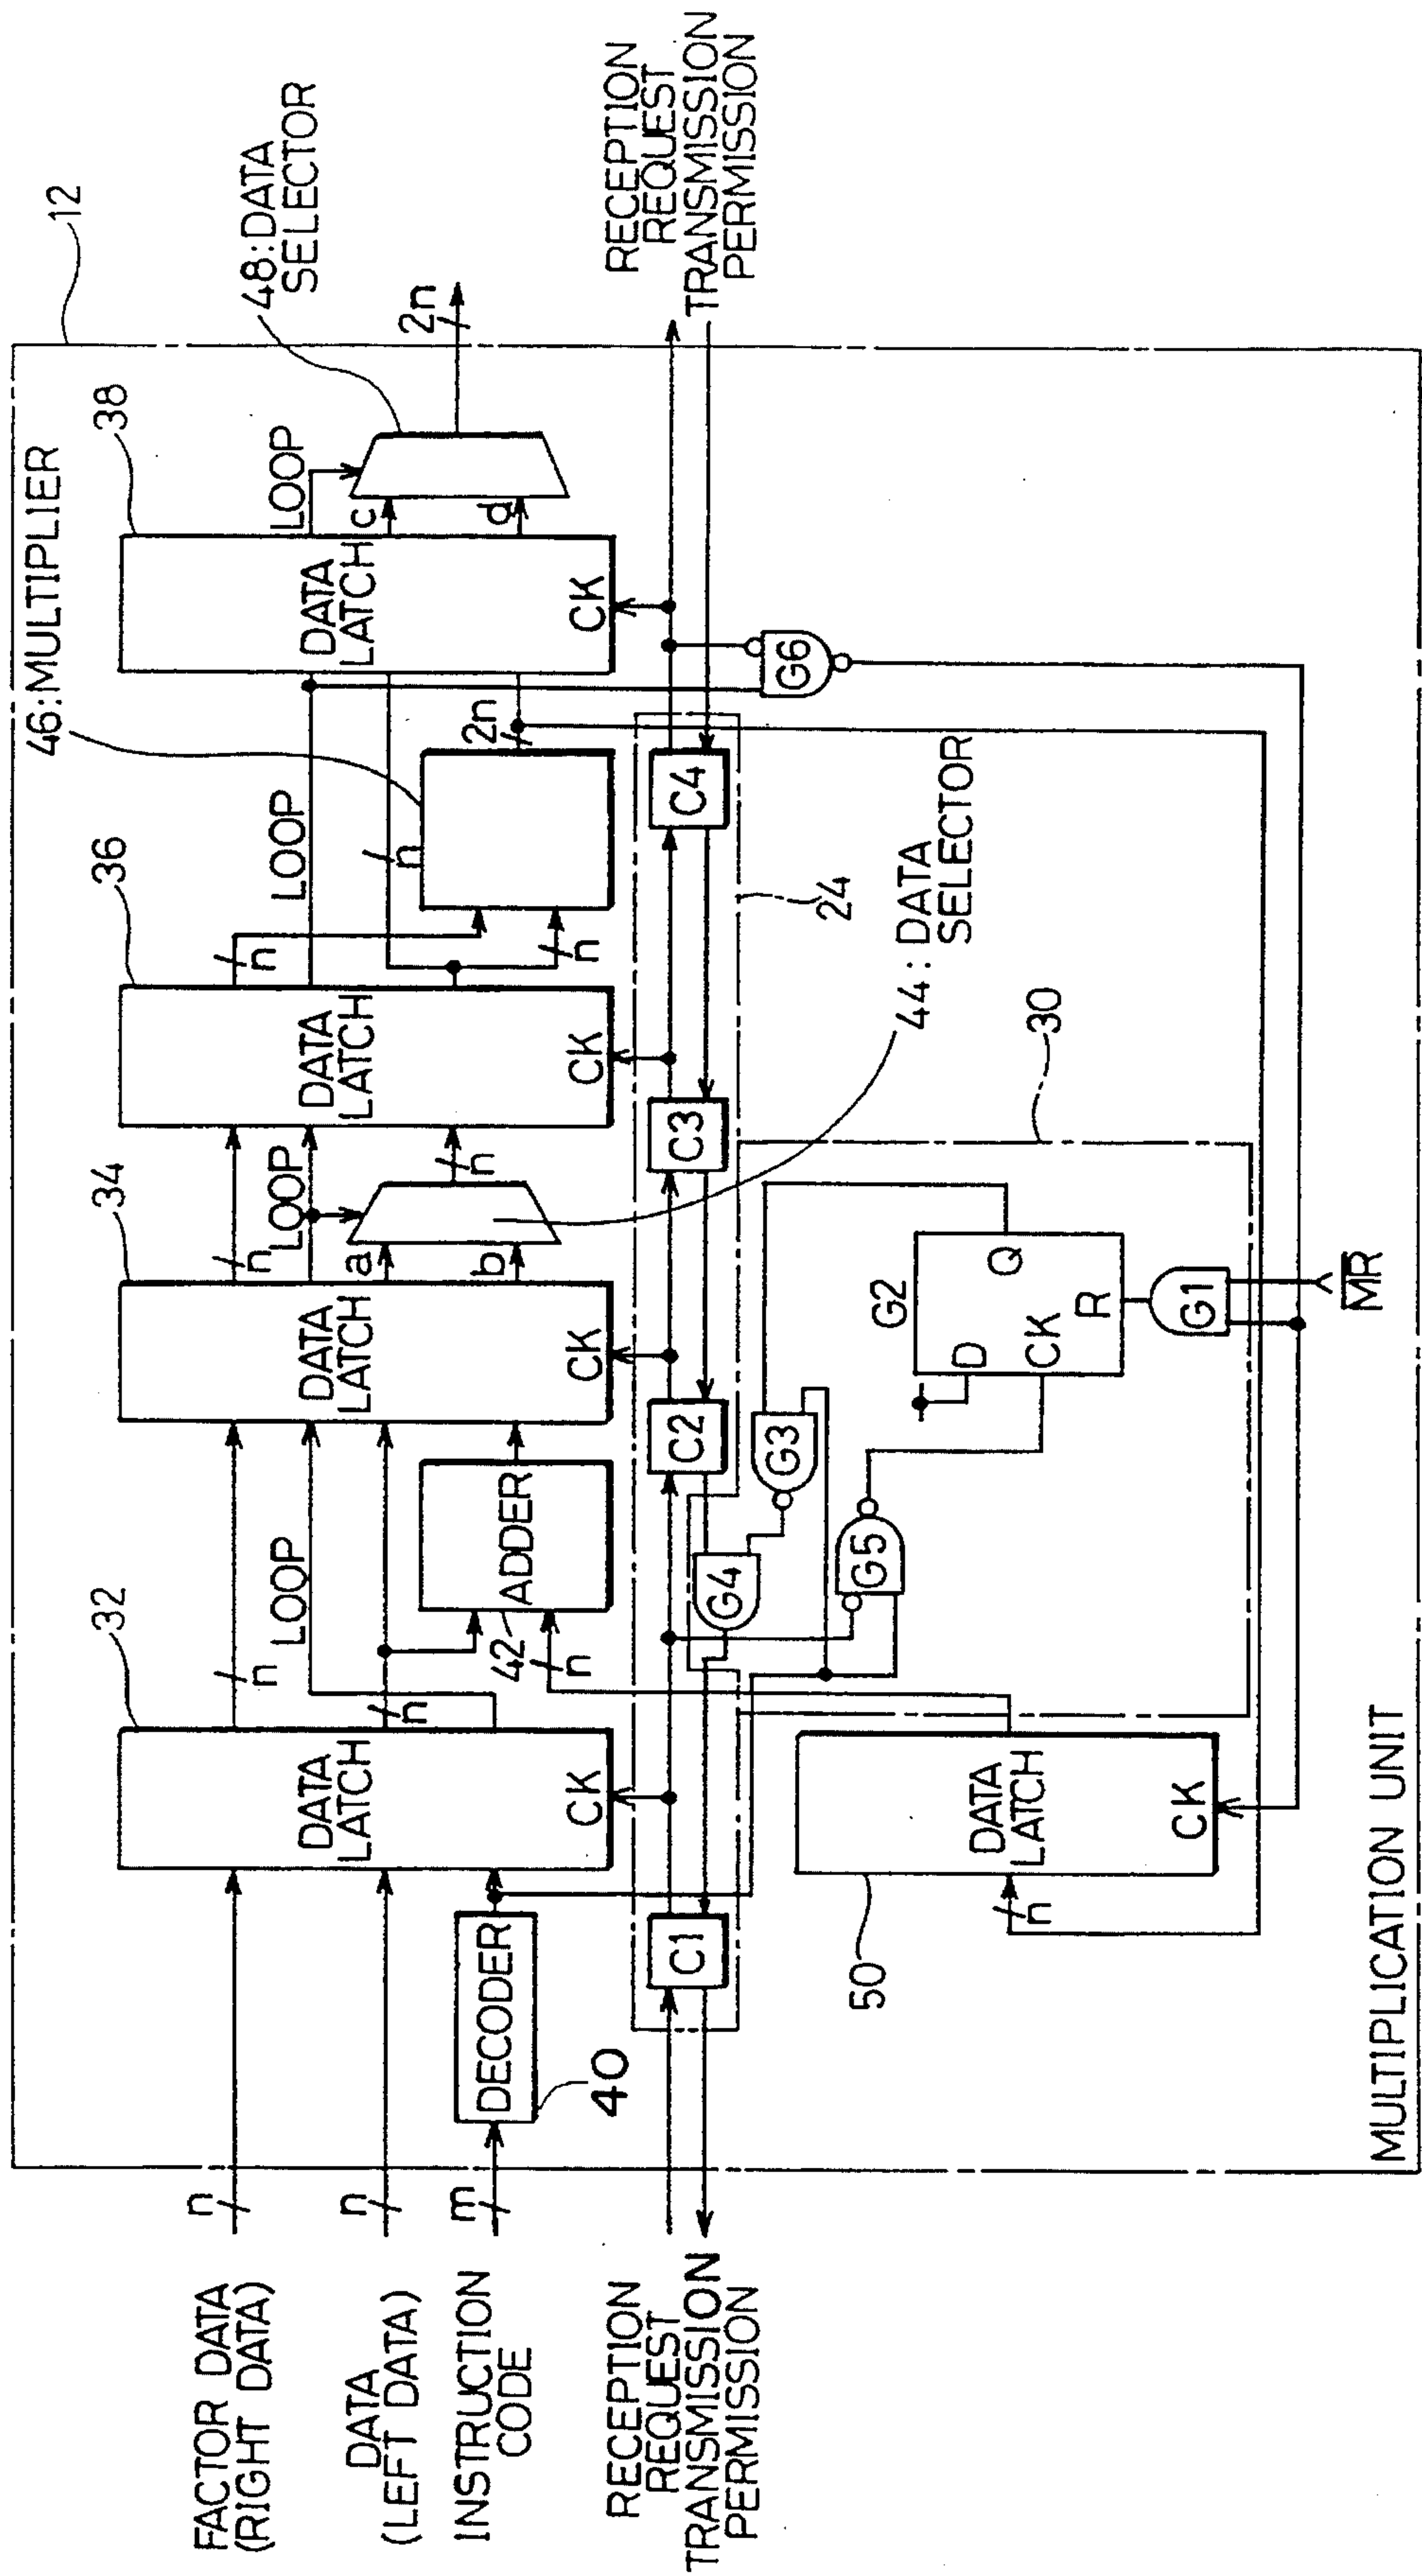 12
46:MULTIPLIER
48:DATA
SELECTOR
32
34
36
38
FACTOR DATA
(RIGHT DATA)
n
n
n
n
LOOP
LOOP
LOOP
LOOP
DATA
LATCH
CK
DATA
LATCH
CK
DATA
LATCH
CK
DATA
LATCH
CK
DATA
(LEFT DATA)
n
n
a
b
n
n
c
d
2n
INSTRUCTION
CODE
m
DECODER
40
ADDER
42
n
n
2n
RECEPTION
REQUEST
TRANSMISSION
PERMISSION
C1
C2
C3
C4
RECEPTION
REQUEST
TRANSMISSION
PERMISSION
24
44:DATA
SELECTOR
30
G4
G3
G5
G6
G2
D
Q
CK
R
G1
MR
DATA
LATCH
CK
50
n
MULTIPLICATION UNIT